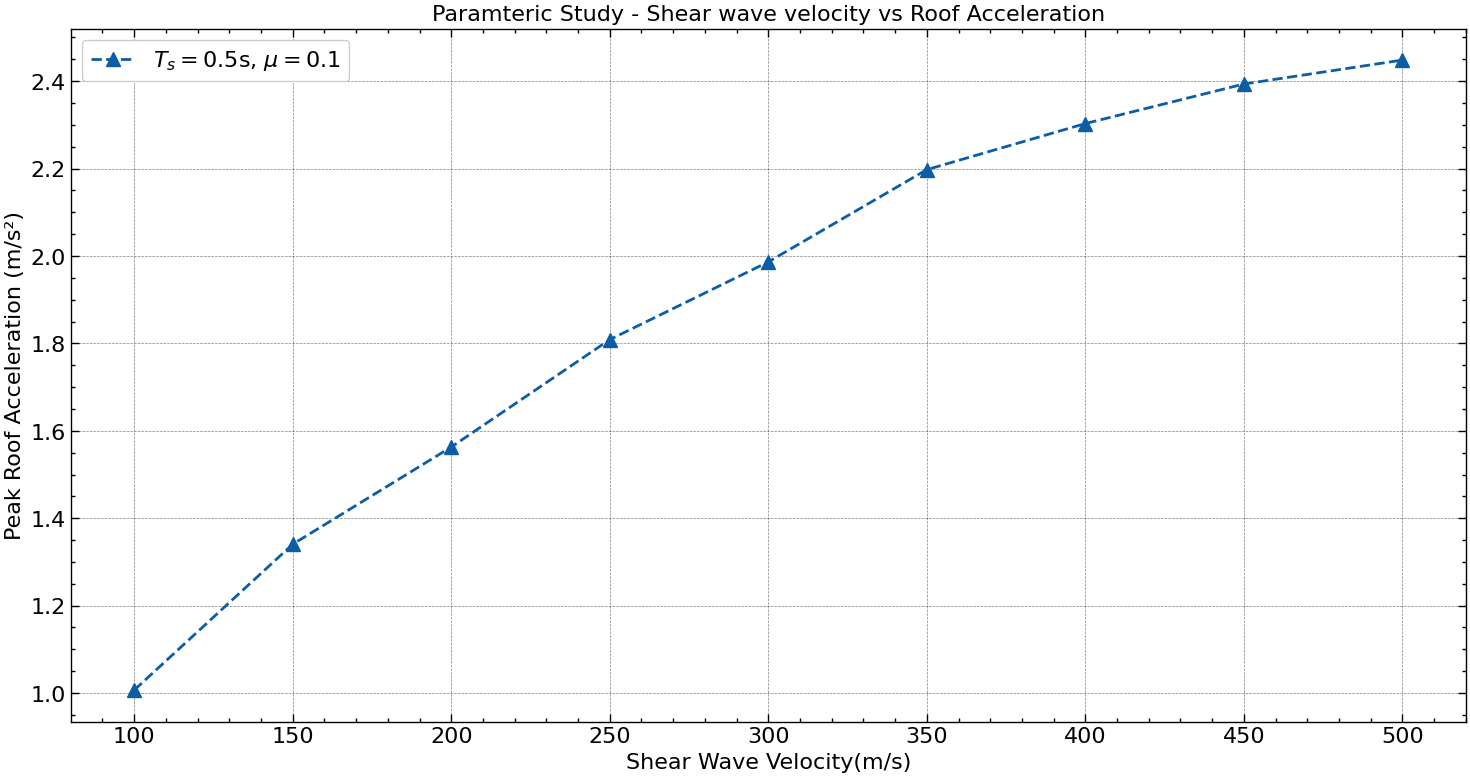 Paramteric Study - Shear wave velocity vs Roof Acceleration
T_s = 0.5s, μ = 0.1
Peak Roof Acceleration (m/s²)
2.4
2.2
2.0
1.8
1.6
1.4
1.2
1.0
100 150 200 250 300 350 400 450 500
Shear Wave Velocity(m/s)